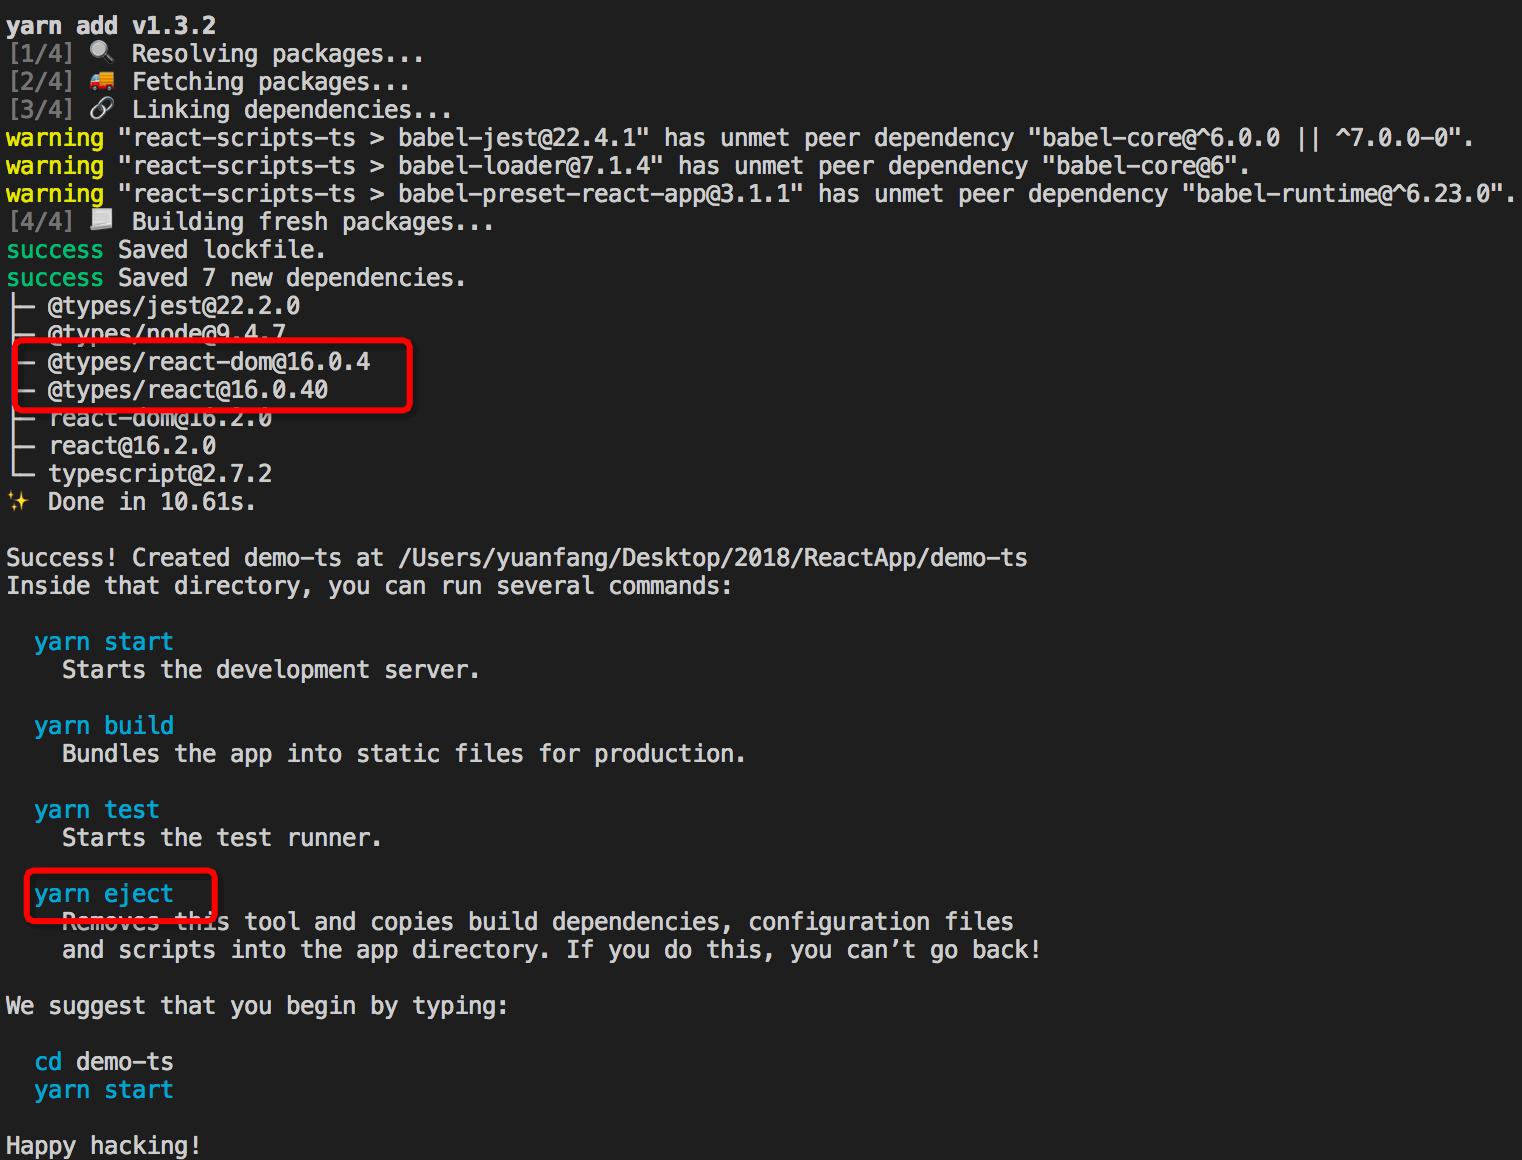 yarn add v1.3.2
[1/4] 🔍 Resolving packages...
[2/4] 🚚 Fetching packages...
[3/4] 🔗 Linking dependencies...
warning "react-scripts-ts > babel-jest@22.4.1" has unmet peer dependency "babel-core@^6.0.0 || ^7.0.0-0".
warning "react-scripts-ts > babel-loader@7.1.4" has unmet peer dependency "babel-core@6".
warning "react-scripts-ts > babel-preset-react-app@3.1.1" has unmet peer dependency "babel-runtime@^6.23.0".
[4/4] 📃 Building fresh packages...
success Saved lockfile.
success Saved 7 new dependencies.
├─ @types/jest@22.2.0
├─ @types/node@9.4.7
├─ @types/react-dom@16.0.4
├─ @types/react@16.0.40
├─ react-dom@16.2.0
├─ react@16.2.0
└─ typescript@2.7.2
✨ Done in 10.61s.
Success! Created demo-ts at /Users/yuanfang/Desktop/2018/ReactApp/demo-ts
Inside that directory, you can run several commands:
yarn start
Starts the development server.
yarn build
Bundles the app into static files for production.
yarn test
Starts the test runner.
yarn eject
Removes this tool and copies build dependencies, configuration files
and scripts into the app directory. If you do this, you can’t go back!
We suggest that you begin by typing:
cd demo-ts
yarn start
Happy hacking!